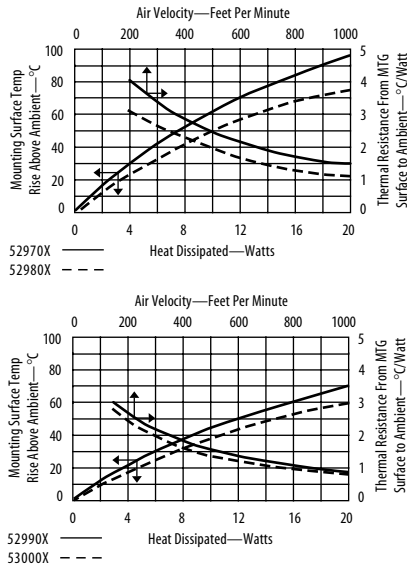 Air Velocity—Feet Per Minute
0 200 400 600 800 1000
100 5
80 4
60 3
40 2
20 1
0 0
Mounting Surface Temp
Rise Above Ambient—°C
Thermal Resistance From MTG
Surface to Ambient—°C/Watt
4 8 12 16 20
Heat Dissipated—Watts
52970X
52980X
Air Velocity—Feet Per Minute
0 200 400 600 800 1000
100 5
80 4
60 3
40 2
20 1
0 0
Mounting Surface Temp
Rise Above Ambient—°C
Thermal Resistance From MTG
Surface to Ambient—°C/Watt
0 4 8 12 16 20
Heat Dissipated—Watts
52990X
53000X